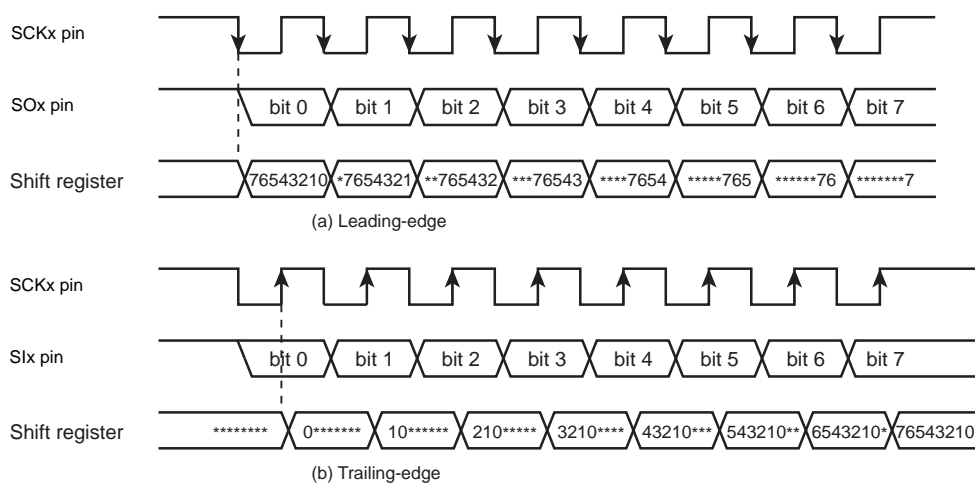 SCKx pin
SOx pin bit 0 bit 1 bit 2 bit 3 bit 4 bit 5 bit 6 bit 7
Shift register 76543210 *7654321 **765432 ***76543 ****7654 *****765 ******76 *******7
(a) Leading-edge
SCKx pin
SIx pin bit 0 bit 1 bit 2 bit 3 bit 4 bit 5 bit 6 bit 7
Shift register ******** 0******* 10****** 210***** 3210**** 43210*** 543210** 6543210* 76543210
(b) Trailing-edge